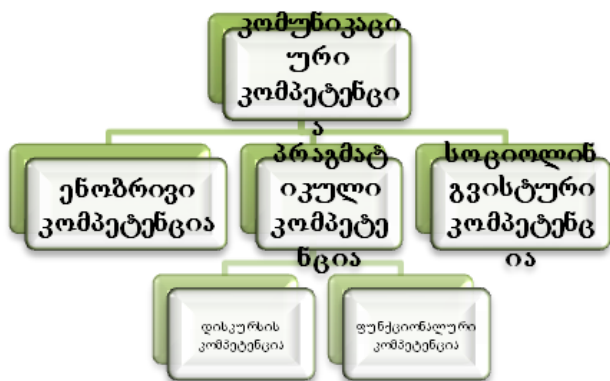 კომუნიკაცი
ური
კომპეტენცი
ა
ენობრივი
კომპეტენცია
პრაგმატ
იკული
კომპეტე
ნცია
სოციოლინ
გვისტური
კომპეტენც
ია
დისკურსის
კომპეტენცია
ფუნქციონალური
კომპეტენცია